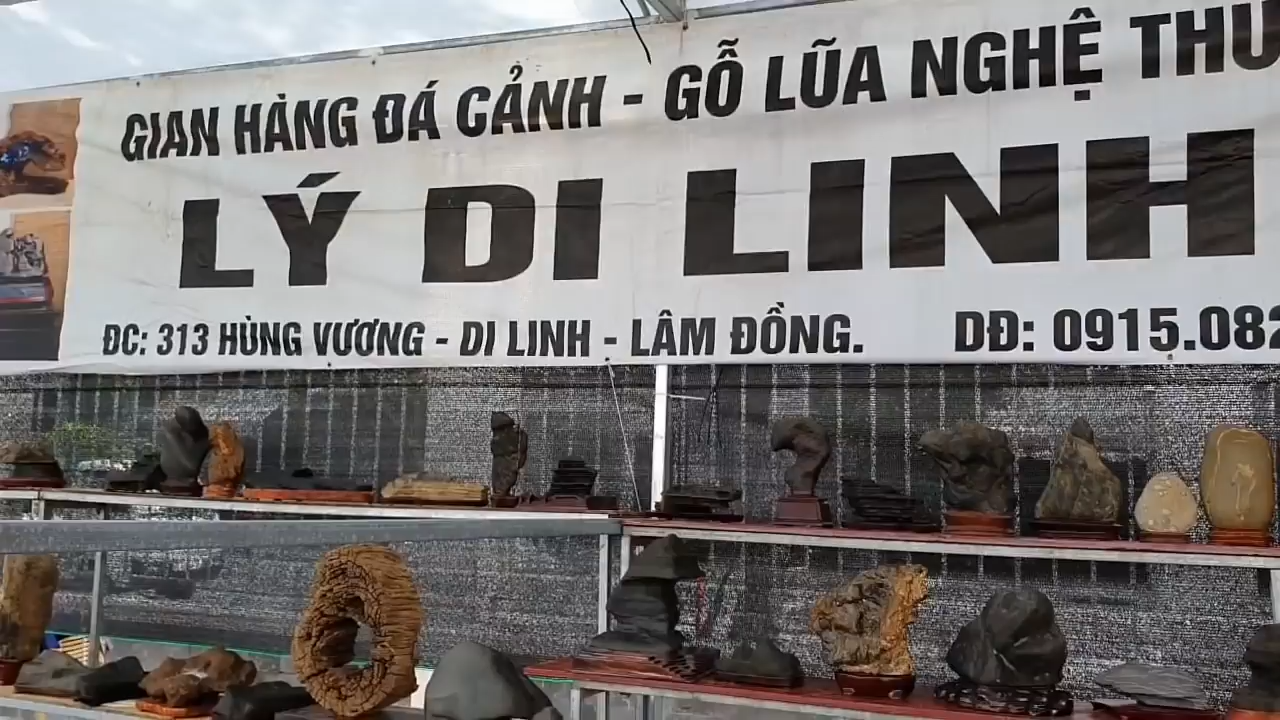 GIAN HÀNG ĐÁ CẢNH - GỖ LŨA NGHỆ
LÝ DI LINH
ĐC: 313 HÙNG VƯƠNG - DI LINH - LÂM ĐỒNG. DĐ: 0915.082